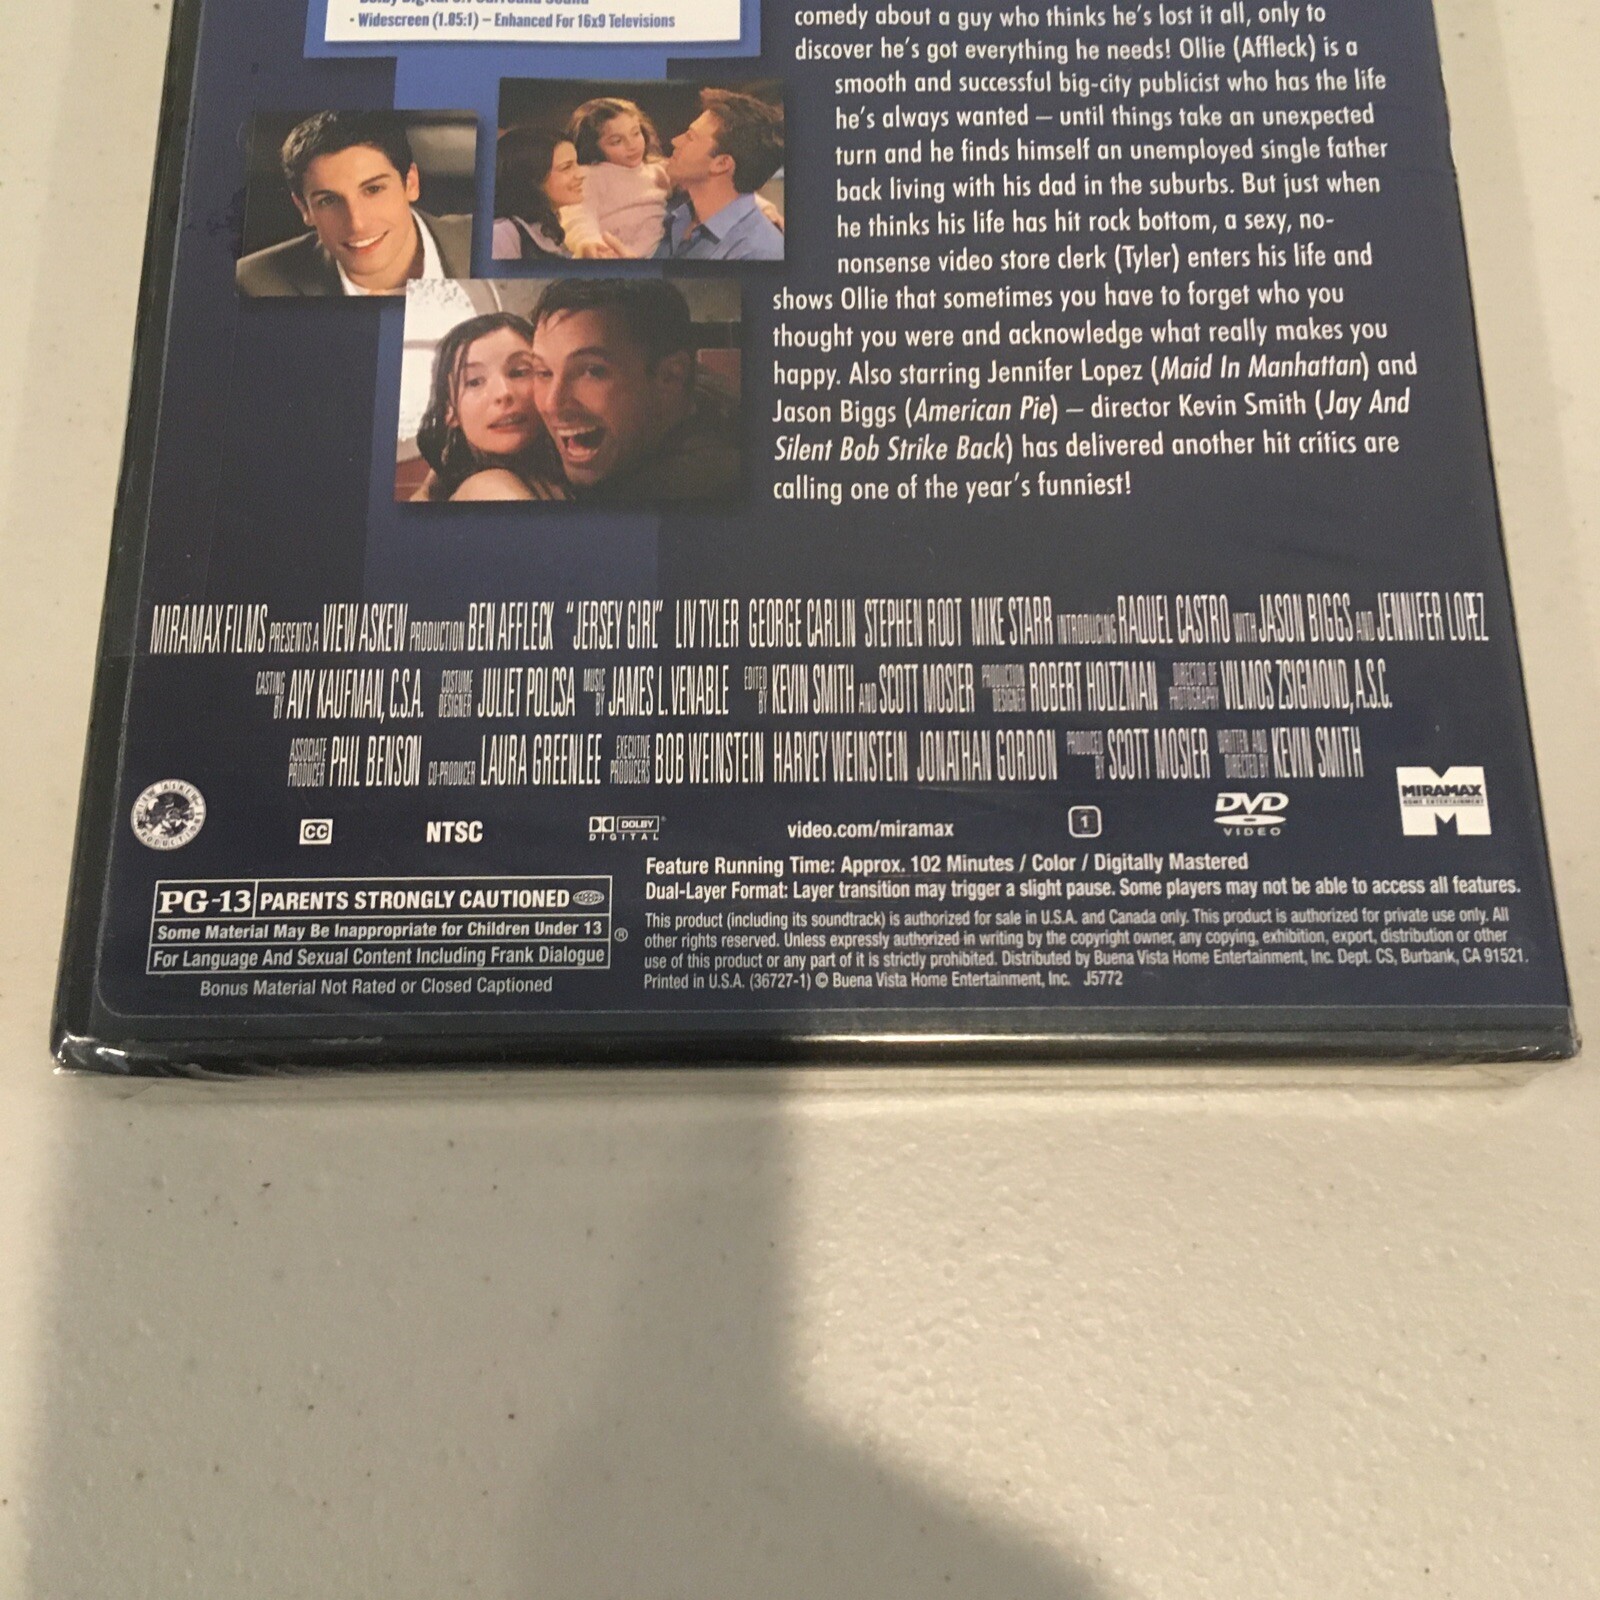 • Widescreen (1.85:1) – Enhanced For 16x9 Televisions
comedy about a guy who thinks he's lost it all, only to
discover he's got everything he needs! Ollie (Affleck) is a
smooth and successful big-city publicist who has the life
he's always wanted – until things take an unexpected
turn and he finds himself an unemployed single father
back living with his dad in the suburbs. But just when
he thinks his life has hit rock bottom, a sexy, no-
nonsense video store clerk (Tyler) enters his life and
shows Ollie that sometimes you have to forget who you
thought you were and acknowledge what really makes you
happy. Also starring Jennifer Lopez (Maid In Manhattan) and
Jason Biggs (American Pie) – director Kevin Smith (Jay And
Silent Bob Strike Back) has delivered another hit critics are
calling one of the year's funniest!
MIRAMAX FILMS PRESENTS A VIEW ASKEW PRODUCTION BEN AFFLECK "JERSEY GIRL" LIV TYLER GEORGE CARLIN STEPHEN ROOT MIKE STARR INTRODUCING RAQUEL CASTRO WITH JASON BIGGS AND JENNIFER LOPEZ
CASTING BY AVY KAUFMAN, C.S.A. COSTUME DESIGNER JULIET POLCSA MUSIC BY JAMES L. VENABLE EDITED BY KEVIN SMITH AND SCOTT MOSIER PRODUCTION DESIGNER ROBERT HOLTZMAN DIRECTOR OF PHOTOGRAPHY VILMOS ZSIGMOND, A.S.C.
ASSOCIATE PRODUCER PHIL BENSON CO-PRODUCER LAURA GREENLEE EXECUTIVE PRODUCERS BOB WEINSTEIN HARVEY WEINSTEIN JONATHAN GORDON PRODUCED BY SCOTT MOSIER WRITTEN AND DIRECTED BY KEVIN SMITH
CC NTSC DOLBY DIGITAL video.com/miramax 1 DVD VIDEO MIRAMAX HOME ENTERTAINMENT
PG-13 PARENTS STRONGLY CAUTIONED
Some Material May Be Inappropriate for Children Under 13 ®
For Language And Sexual Content Including Frank Dialogue
Bonus Material Not Rated or Closed Captioned
Feature Running Time: Approx. 102 Minutes / Color / Digitally Mastered
Dual-Layer Format: Layer transition may trigger a slight pause. Some players may not be able to access all features.
This product (including its soundtrack) is authorized for sale in U.S.A. and Canada only. This product is authorized for private use only. All
other rights reserved. Unless expressly authorized in writing by the copyright owner, any copying, exhibition, export, distribution or other
use of this product or any part of it is strictly prohibited. Distributed by Buena Vista Home Entertainment, Inc. Dept. CS, Burbank, CA 91521.
Printed in U.S.A. (36727-1) © Buena Vista Home Entertainment, Inc. J5772